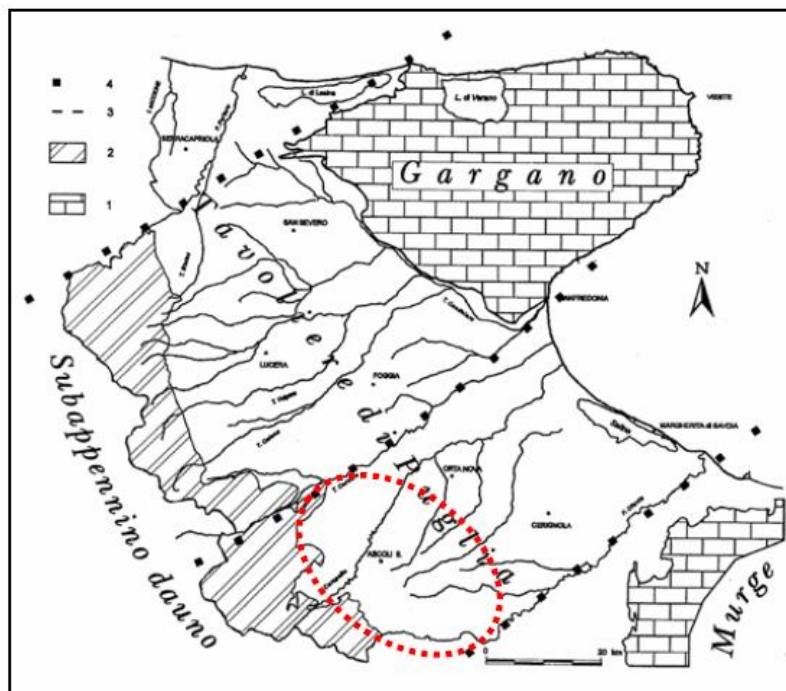 4
3
2
1
L. di Lesina
L. di Varano
VIESTE
SERRACAPRIOLA
Gargano
SAN SEVERO
N
MANFREDONIA
LUCERA
FOGGIA
Tavoliere di Puglia
Subappennino dauno
MARGHERITA di SAVOIA
ORTA NOVA
CERIGNOLA
ASCOLI S.
Murge
0
20 km